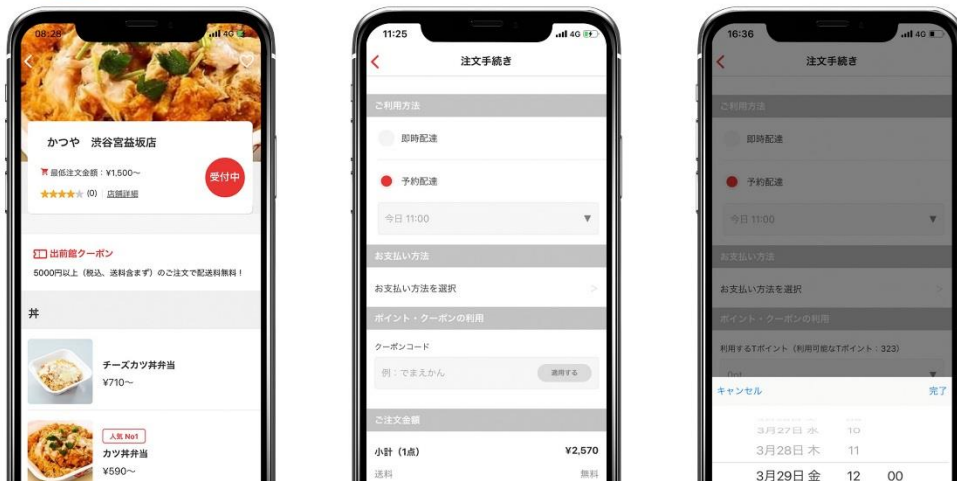 08:28
4G
かつや 渋谷宮益坂店
最低注文金額:¥1,500〜
受付中
(0) 店舗詳細
出前館クーポン
5000円以上(税込、送料含まず)のご注文で配送料無料!
丼
チーズカツ丼弁当
¥710〜
人気 No1
カツ丼弁当
¥590〜
11:25
4G
注文手続き
ご利用方法
即時配達
予約配達
今日 11:00
お支払い方法
お支払い方法を選択
ポイント・クーポンの利用
クーポンコード
例:でまえかん
適用する
ご注文金額
小計(1点) ¥2,570
送料 無料
16:36
4G
注文手続き
ご利用方法
即時配達
予約配達
今日 11:00
お支払い方法
お支払い方法を選択
ポイント・クーポンの利用
利用するTポイント(利用可能なTポイント:323)
キャンセル 完了
3月27日 水 10
3月28日 木 11
3月29日 金 12 00